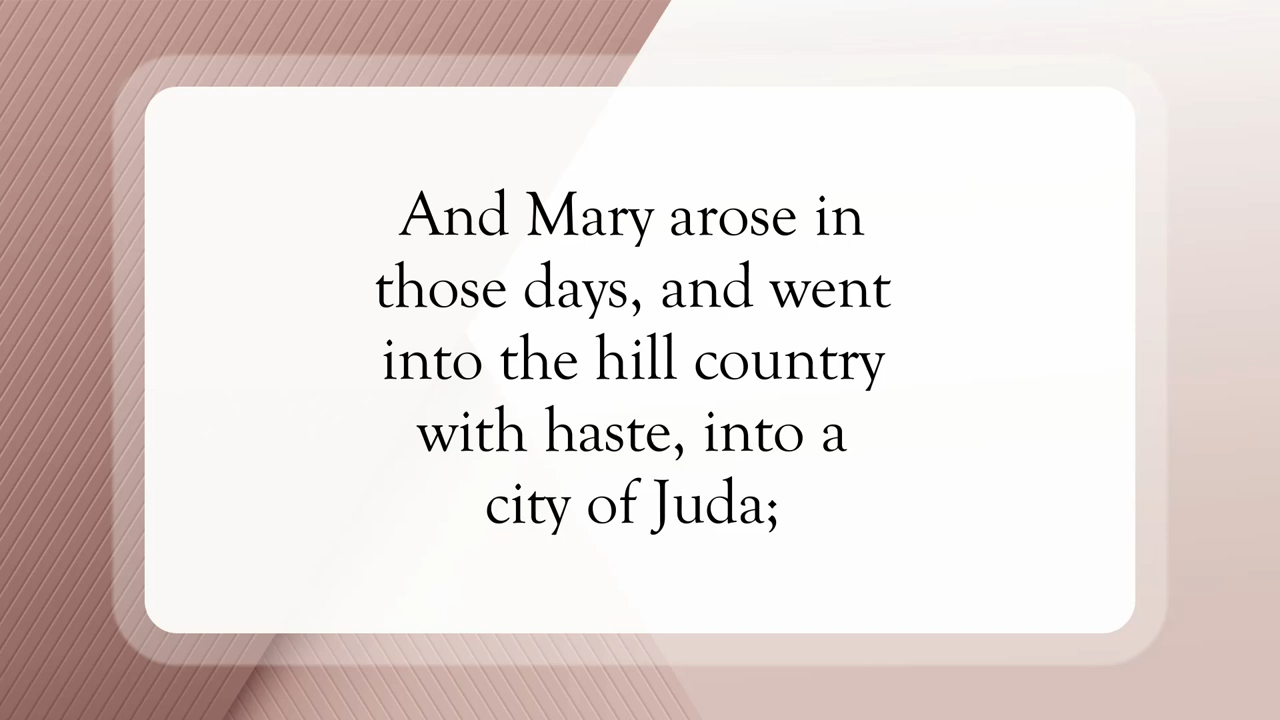 And Mary arose in
those days, and went
into the hill country
with haste, into a
city of Juda;